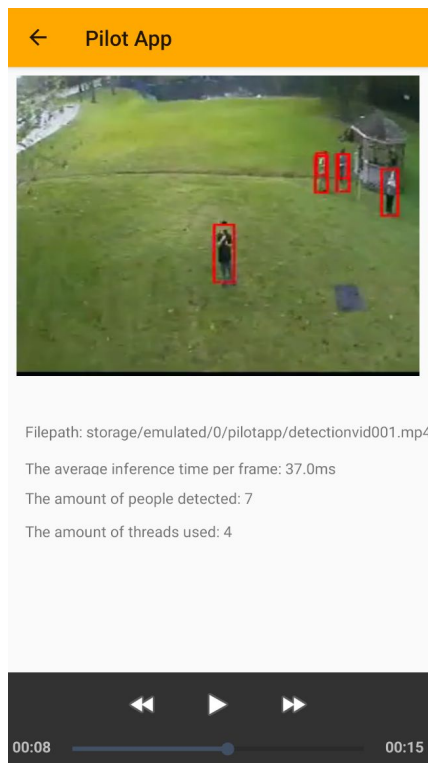 Pilot App
Filepath: storage/emulated/0/pilotapp/detectionvid001.mp4
The average inference time per frame: 37.0ms
The amount of people detected: 7
The amount of threads used: 4
00:08
00:15